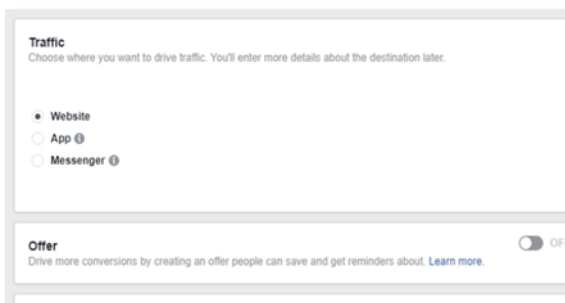 Traffic
Choose where you want to drive traffic. You'll enter more details about the destination later.
Website
App
Messenger
Offer
OF
Drive more conversions by creating an offer people can save and get reminders about. Learn more.